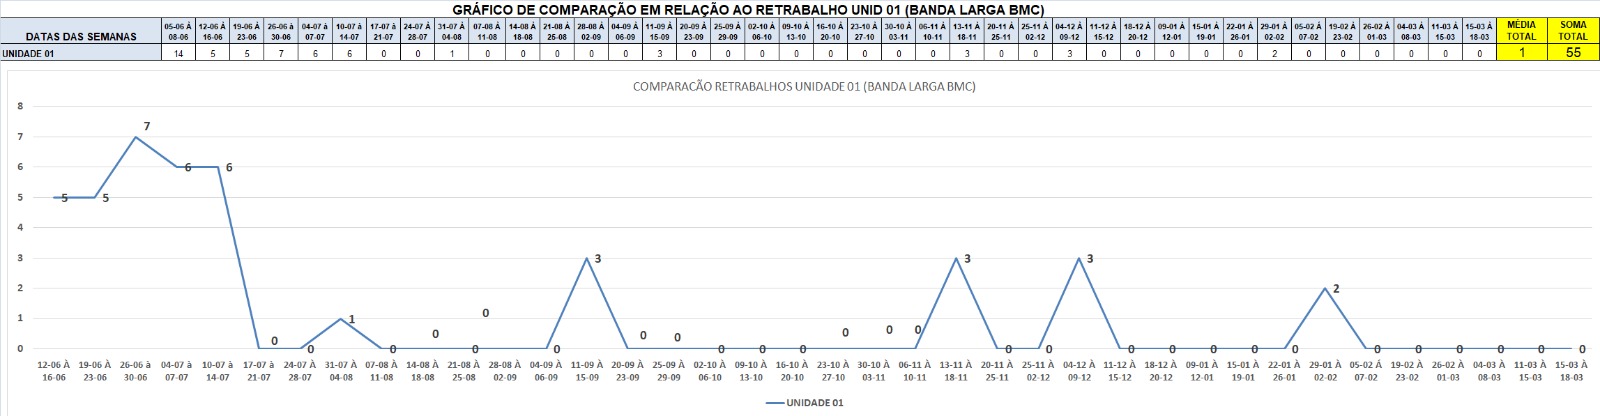 GRÁFICO DE COMPARAÇÃO EM RELAÇÃO AO RETRABALHO UNID 01 (BANDA LARGA BMC)
DATAS DAS SEMANAS 05-06 À 08-06 12-06 À 16-06 19-06 À 23-06 26-06 à 30-06 04-07 à 07-07 10-07 à 14-07 17-07 à 21-07 24-07 À 28-07 31-07 À 04-08 07-08 À 11-08 14-08 À 18-08 21-08 À 25-08 28-08 À 02-09 04-09 À 06-09 11-09 À 15-09 20-09 À 23-09 25-09 À 29-09 02-10 À 06-10 09-10 À 13-10 16-10 À 20-10 23-10 À 27-10 30-10 À 03-11 06-11 À 10-11 13-11 À 18-11 20-11 À 25-11 25-11 À 02-12 04-12 À 09-12 11-12 À 15-12 18-12 À 20-12 09-01 À 12-01 15-01 À 19-01 22-01 À 26-01 29-01 À 02-02 05-02 À 07-02 19-02 À 23-02 26-02 À 01-03 04-03 À 08-03 11-03 À 15-03 15-03 À 18-03 MÉDIA TOTAL SOMA TOTAL
UNIDADE 01 14 5 5 7 6 6 0 0 1 0 0 0 0 0 3 0 0 0 0 0 0 0 0 3 0 0 3 0 0 0 0 0 2 0 0 0 0 0 0 1 55
COMPARACÃO RETRABALHOS UNIDADE 01 (BANDA LARGA BMC)
8
7
6
5
4
3
2
1
0
5 5 7 6 6 0 0 1 0 0 0 0 0 3 0 0 0 0 0 0 0 0 3 0 0 3 0 0 0 0 0 2 0 0 0 0 0 0
12-06 À 19-06 À 26-06 à 04-07 à 10-07 à 17-07 à 24-07 À 31-07 À 07-08 À 14-08 À 21-08 À 28-08 À 04-09 À 11-09 À 20-09 À 25-09 À 02-10 À 09-10 À 16-10 À 23-10 À 30-10 À 06-11 À 13-11 À 20-11 À 25-11 À 04-12 À 11-12 À 18-12 À 09-01 À 15-01 À 22-01 À 29-01 À 05-02 À 19-02 À 26-02 À 04-03 À 11-03 À 15-03 À
16-06 23-06 30-06 07-07 14-07 21-07 28-07 04-08 11-08 18-08 25-08 02-09 06-09 15-09 23-09 29-09 06-10 13-10 20-10 27-10 03-11 10-11 18-11 25-11 02-12 09-12 15-12 20-12 12-01 19-01 26-01 02-02 07-02 23-02 01-03 08-03 15-03 18-03
UNIDADE 01